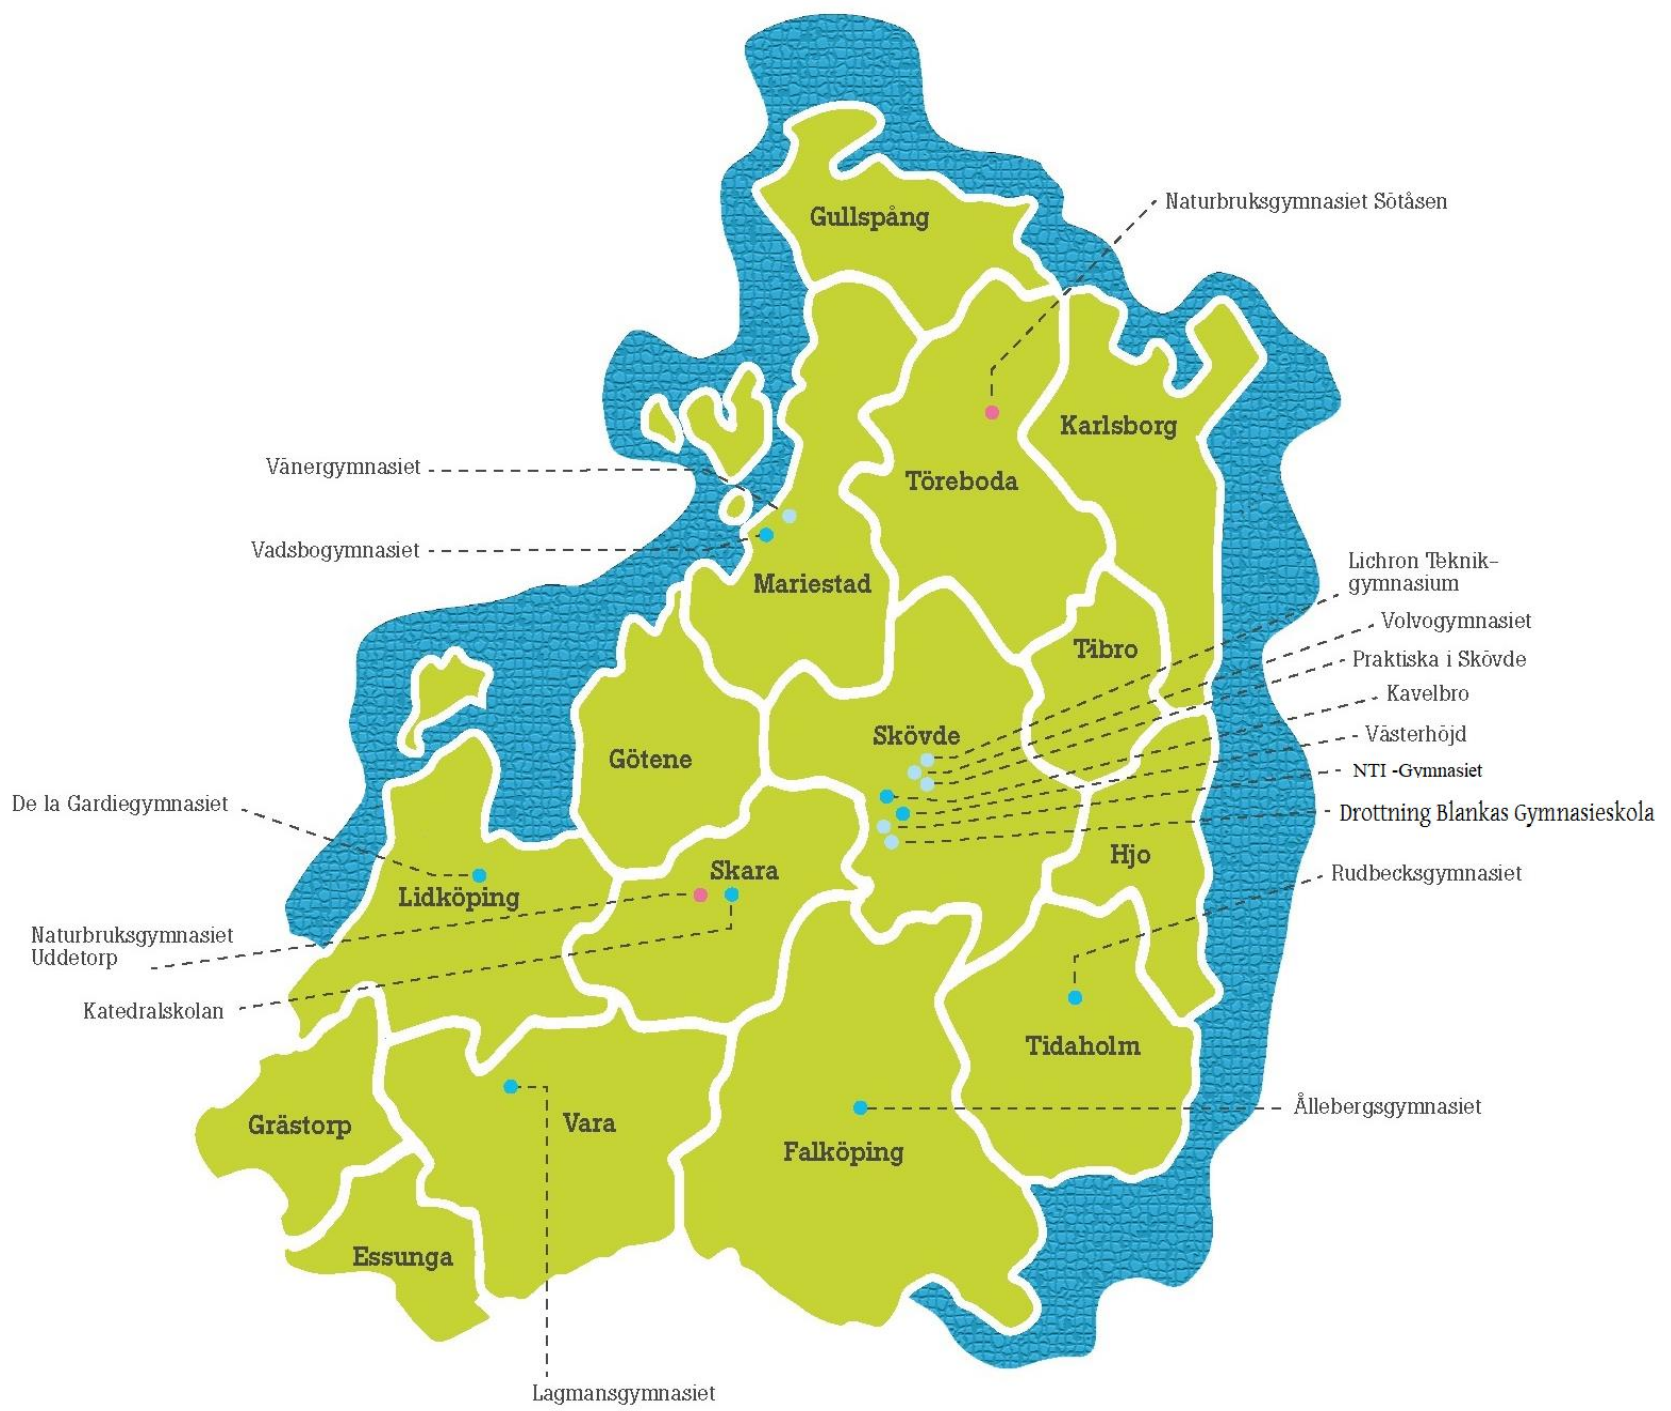 Naturbruksgymnasiet Sötåsen
Gullspång
Karlsborg
Vänergymnasiet
Töreboda
Vadsbogymnasiet
Mariestad
Lichron Teknik-
gymnasium
Volvogymnasiet
Tibro
Praktiska i Skövde
Kavelbro
Skövde
Västerhöjd
Götene
NTI -Gymnasiet
De la Gardiegymnasiet
Drottning Blankas Gymnasieskola
Hjo
Skara
Rudbecksgymnasiet
Lidköping
Naturbruksgymnasiet
Uddetorp
Katedralskolan
Tidaholm
Ållebergsgymnasiet
Grästorp
Vara
Falköping
Essunga
Lagmansgymnasiet